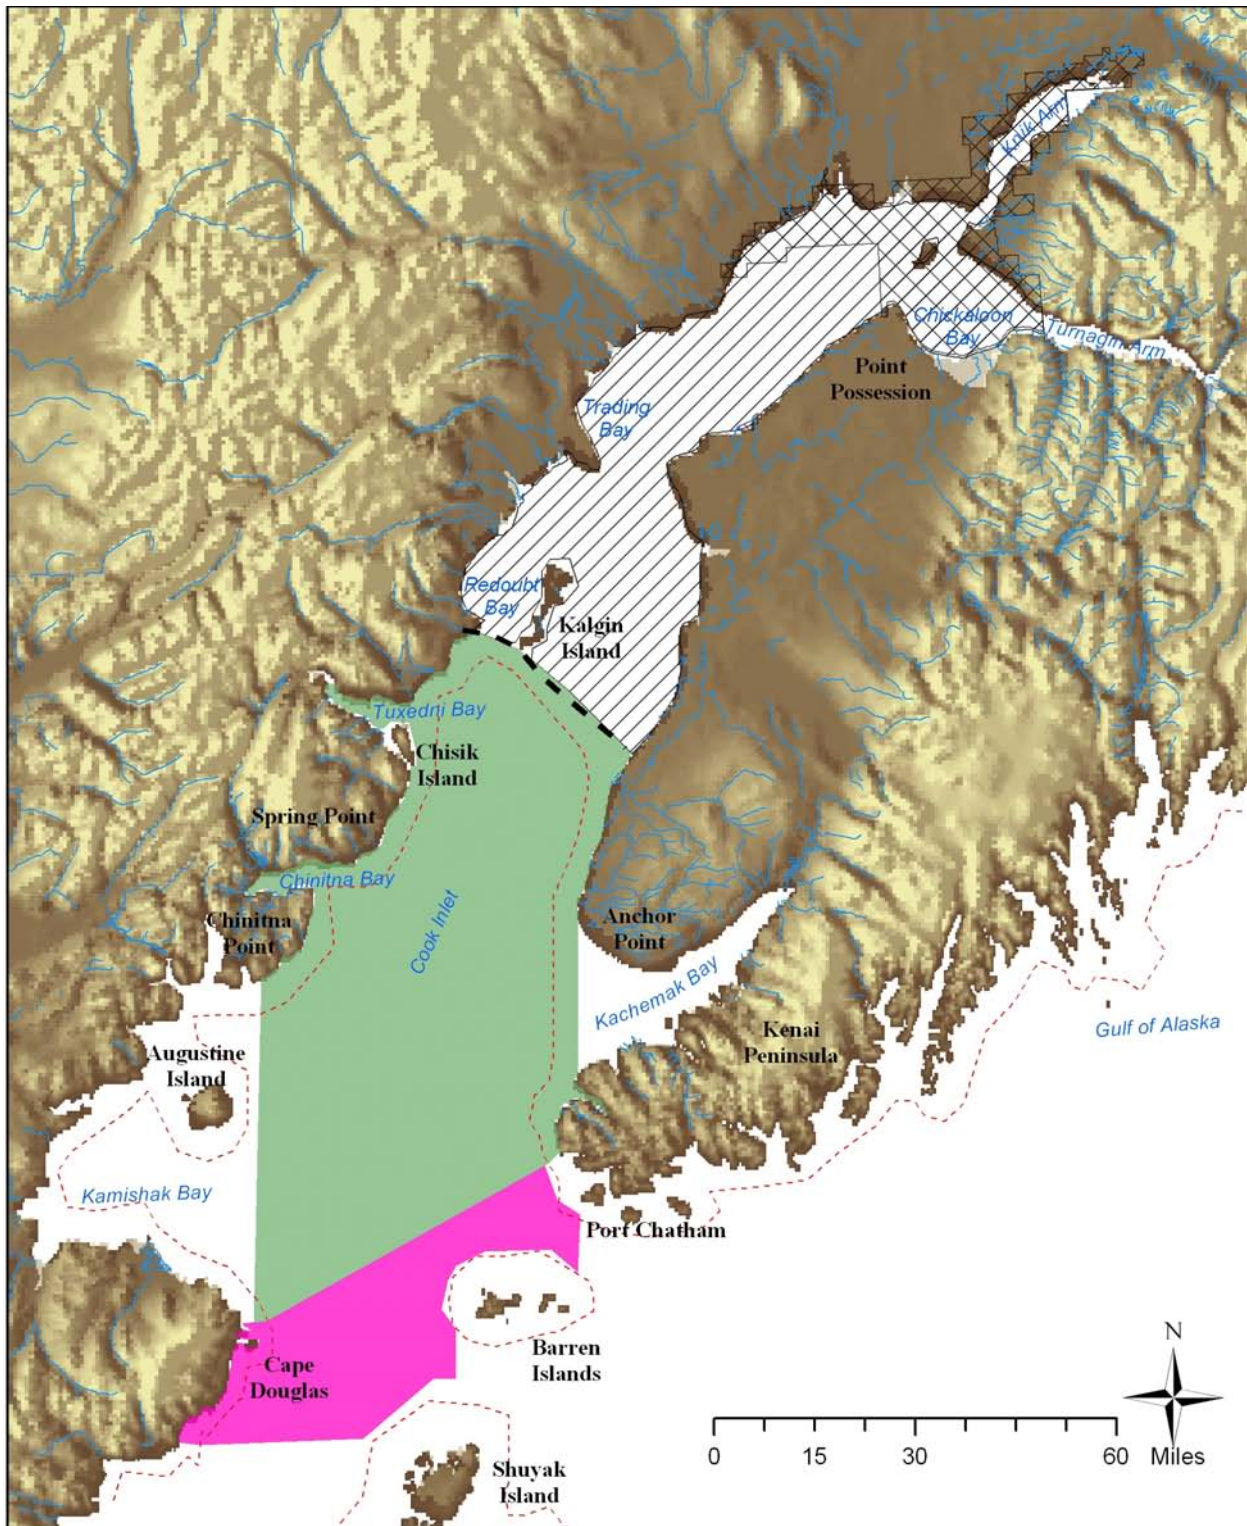 Knik Arm
Chickaloon
Bay
Turnagin Arm
Point
Possession
Trading
Bay
Redoubt
Bay
Kalgin
Island
Tuxedni Bay
Chisik
Island
Spring Point
Chinitna Bay
Chinitna
Point
Cook Inlet
Anchor
Point
Kachemak Bay
Kenai
Peninsula
Gulf of Alaska
Augustine
Island
Kamishak Bay
Port Chatham
Barren
Islands
Cape
Douglas
Shuyak
Island
N
0 15 30 60 Miles